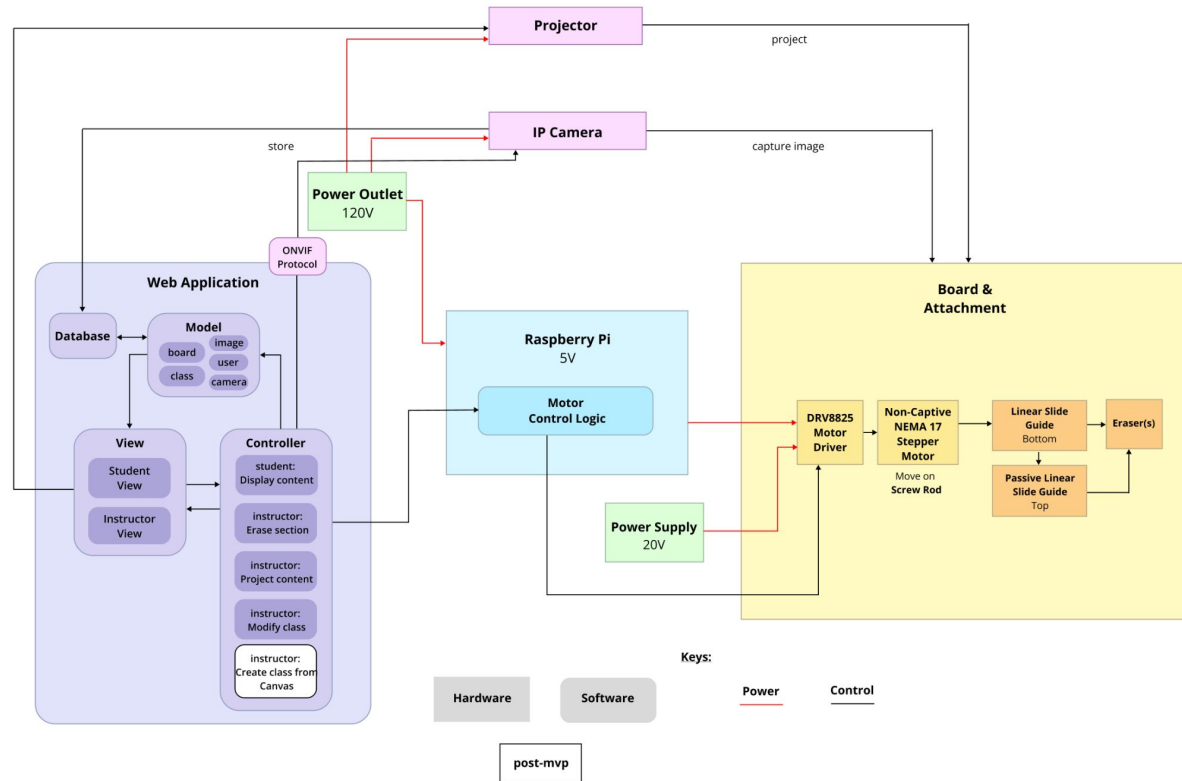 Projector
project
IP Camera
store
capture image
Power Outlet
120V
ONVIF
Protocol
Web Application
Database
Model
board
image
user
class
camera
View
Student
View
Instructor
View
Controller
student:
Display content
instructor:
Erase section
instructor:
Project content
instructor:
Modify class
instructor:
Create class from
Canvas
Raspberry Pi
5V
Motor
Control Logic
Power Supply
20V
Board &
Attachment
DRV8825
Motor
Driver
Non-Captive
NEMA 17
Stepper
Motor
Move on
Screw Rod
Linear Slide
Guide
Bottom
Passive Linear
Slide Guide
Top
Eraser(s)
Keys:
Hardware
Software
Power
Control
post-mvp